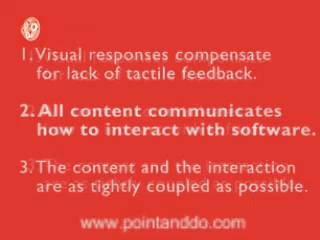 1. Visual responses compensate
for lack of tactile feedback.
2. All content communicates
how to interact with software.
3. The content and the interaction
are as tightly coupled as possible.
www.pointanddo.com